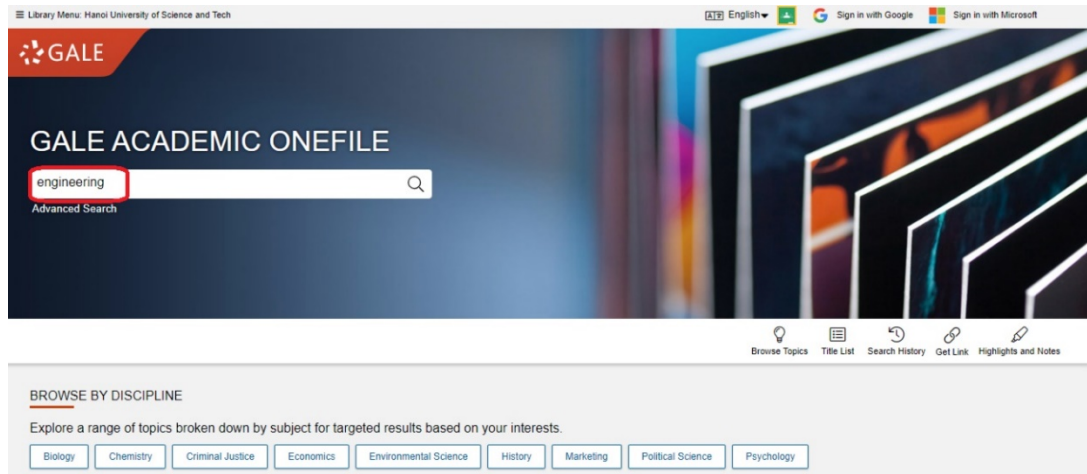 Library Menu: Hanoi University of Science and Tech
English
Sign in with Google
Sign in with Microsoft
GALE
GALE ACADEMIC ONEFILE
engineering
Advanced Search
Browse Topics
Title List
Search History
Get Link
Highlights and Notes
BROWSE BY DISCIPLINE
Explore a range of topics broken down by subject for targeted results based on your interests.
Biology
Chemistry
Criminal Justice
Economics
Environmental Science
History
Marketing
Political Science
Psychology